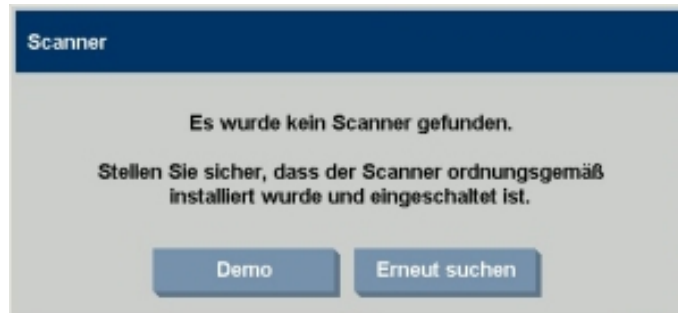 Scanner
Es wurde kein Scanner gefunden.
Stellen Sie sicher, dass der Scanner ordnungsgemäß
installiert wurde und eingeschaltet ist.
Demo
Erneut suchen